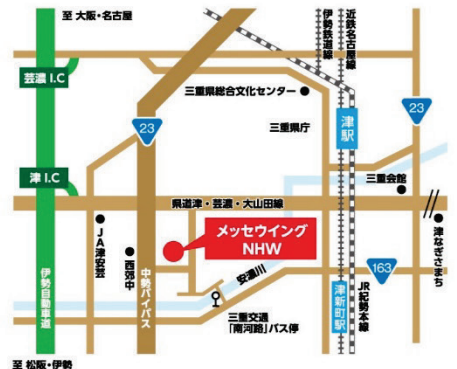 至 大阪・名古屋
伊勢鉄道線
近鉄名古屋線
芸濃 I.C
三重県総合文化センター
23
23
三重県庁
津駅
津 I.C
三重会館
県道津・芸濃・大山田線
メッセウイング
NHW
JA津安芸
西郊中
中勢バイパス
安濃川
163
津なぎさまち
伊勢自動車道
津新町駅
JR紀勢本線
三重交通
「南河路」バス停
至 松阪・伊勢